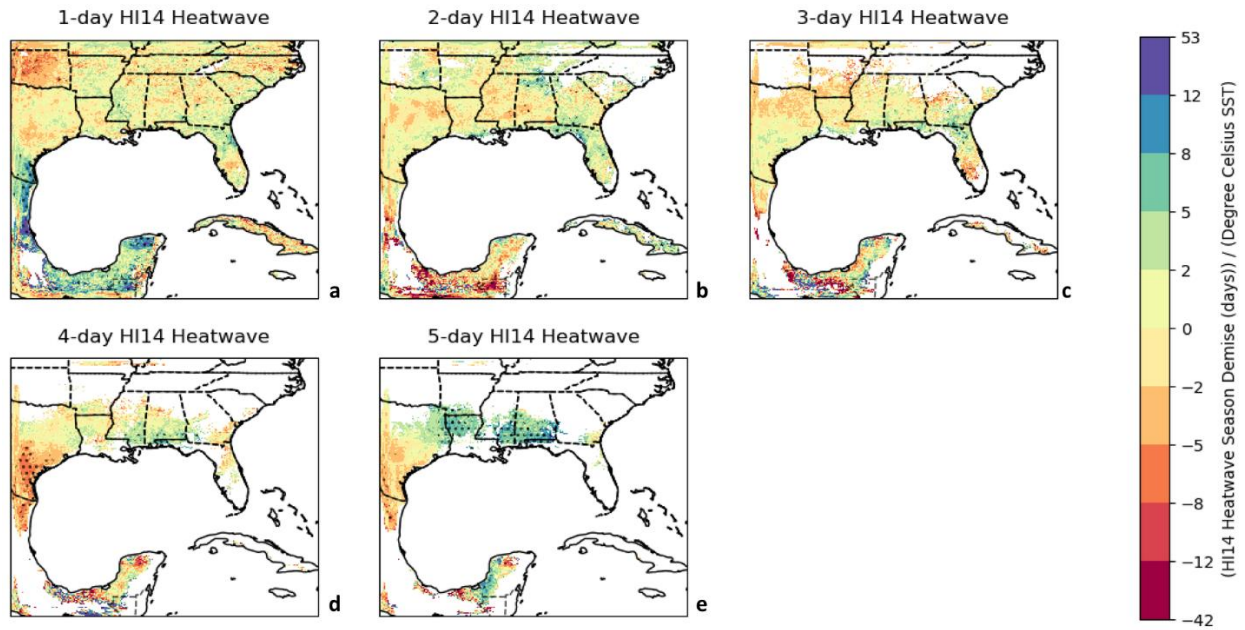 1-day HI14 Heatwave
2-day HI14 Heatwave
3-day HI14 Heatwave
a
b
c
4-day HI14 Heatwave
5-day HI14 Heatwave
d
e
53
12
8
5
2
0
−2
−5
−8
−12
−42
(HI14 Heatwave Season Demise (days)) / (Degree Celsius SST)